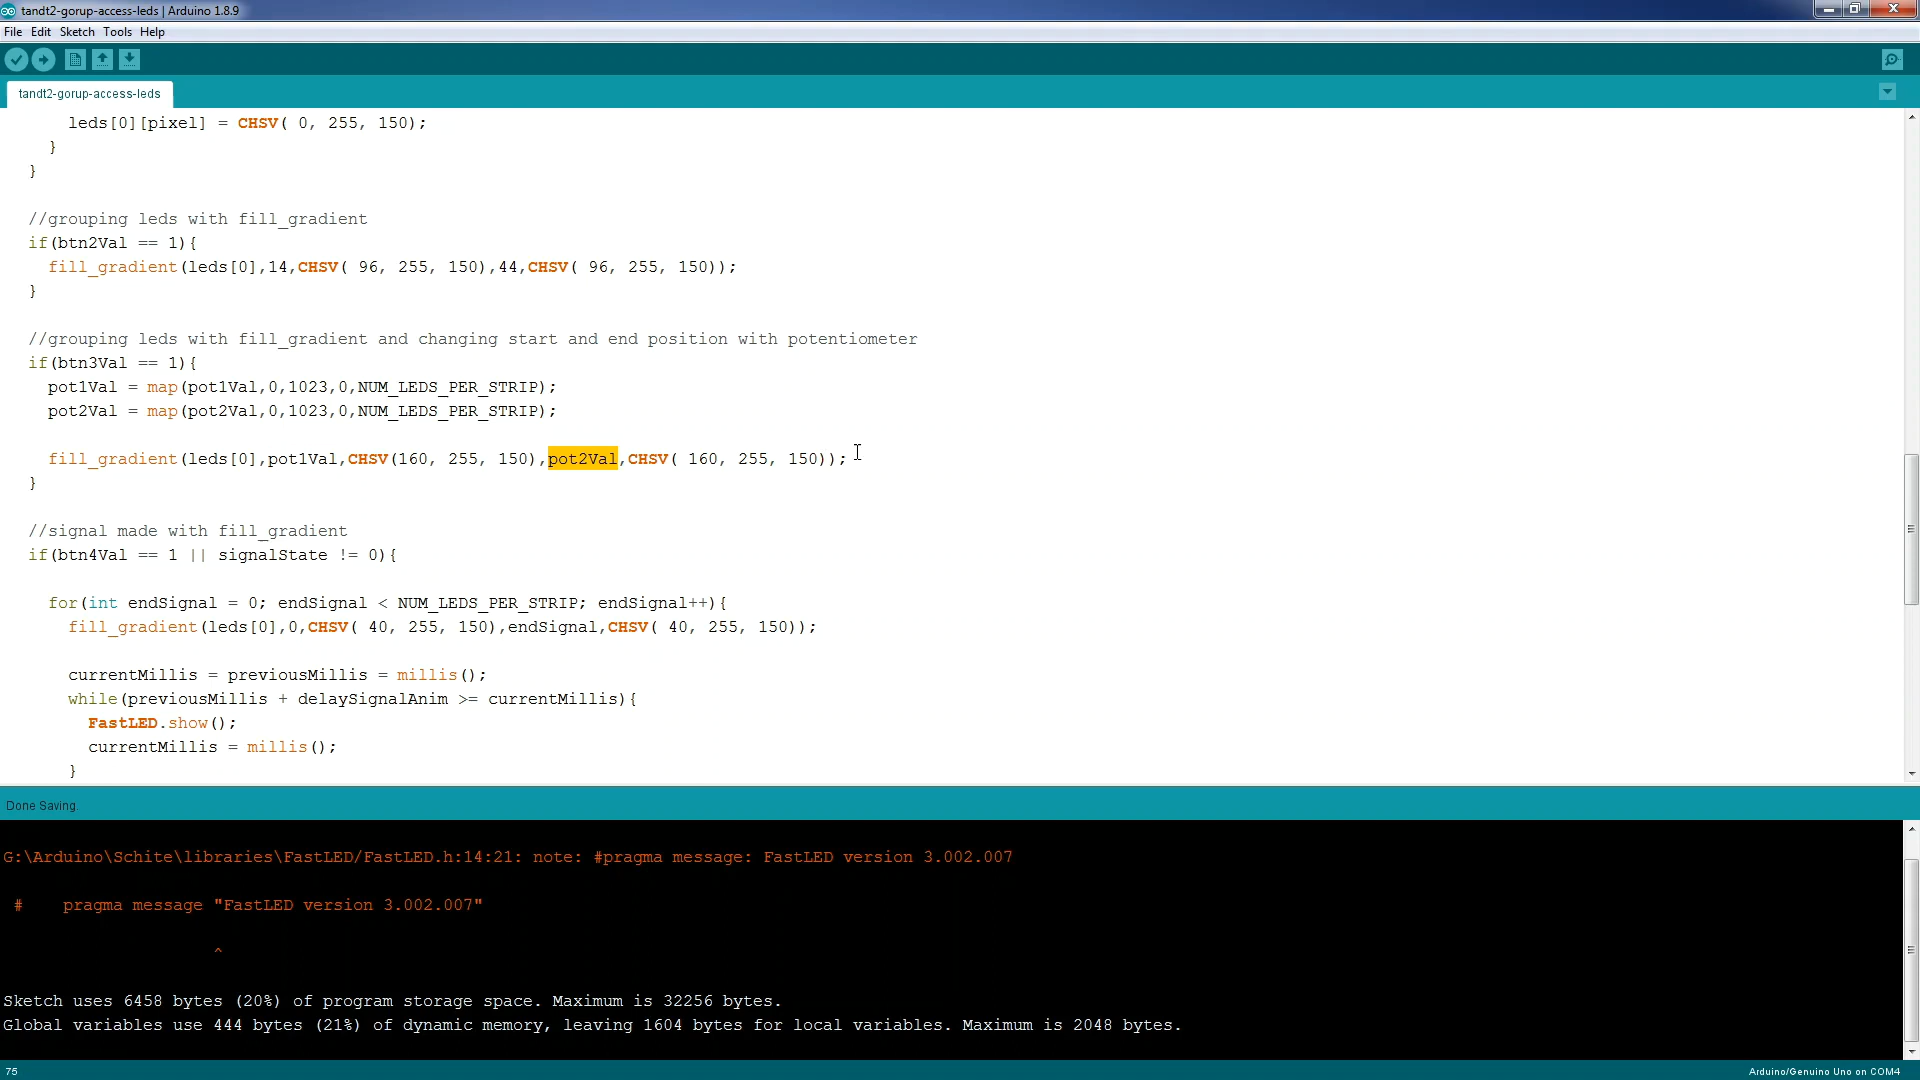 tandt2-gorup-access-leds | Arduino 1.8.9
File Edit Sketch Tools Help
tandt2-gorup-access-leds
leds[0][pixel] = CHSV( 0, 255, 150);
}
}
//grouping leds with fill_gradient
if(btn2Val == 1){
fill_gradient(leds[0],14,CHSV( 96, 255, 150),44,CHSV( 96, 255, 150));
}
//grouping leds with fill_gradient and changing start and end position with potentiometer
if(btn3Val == 1){
pot1Val = map(pot1Val,0,1023,0,NUM_LEDS_PER_STRIP);
pot2Val = map(pot2Val,0,1023,0,NUM_LEDS_PER_STRIP);
fill_gradient(leds[0],pot1Val,CHSV(160, 255, 150),pot2Val,CHSV( 160, 255, 150));
}
//signal made with fill_gradient
if(btn4Val == 1 || signalState != 0){
for(int endSignal = 0; endSignal < NUM_LEDS_PER_STRIP; endSignal++){
fill_gradient(leds[0],0,CHSV( 40, 255, 150),endSignal,CHSV( 40, 255, 150));
currentMillis = previousMillis = millis();
while(previousMillis + delaySignalAnim >= currentMillis){
FastLED.show();
currentMillis = millis();
}
Done Saving.
G:\Arduino\Schite\libraries\FastLED/FastLED.h:14:21: note: #pragma message: FastLED version 3.002.007
# pragma message "FastLED version 3.002.007"
^
Sketch uses 6458 bytes (20%) of program storage space. Maximum is 32256 bytes.
Global variables use 444 bytes (21%) of dynamic memory, leaving 1604 bytes for local variables. Maximum is 2048 bytes.
75
Arduino/Genuino Uno on COM4